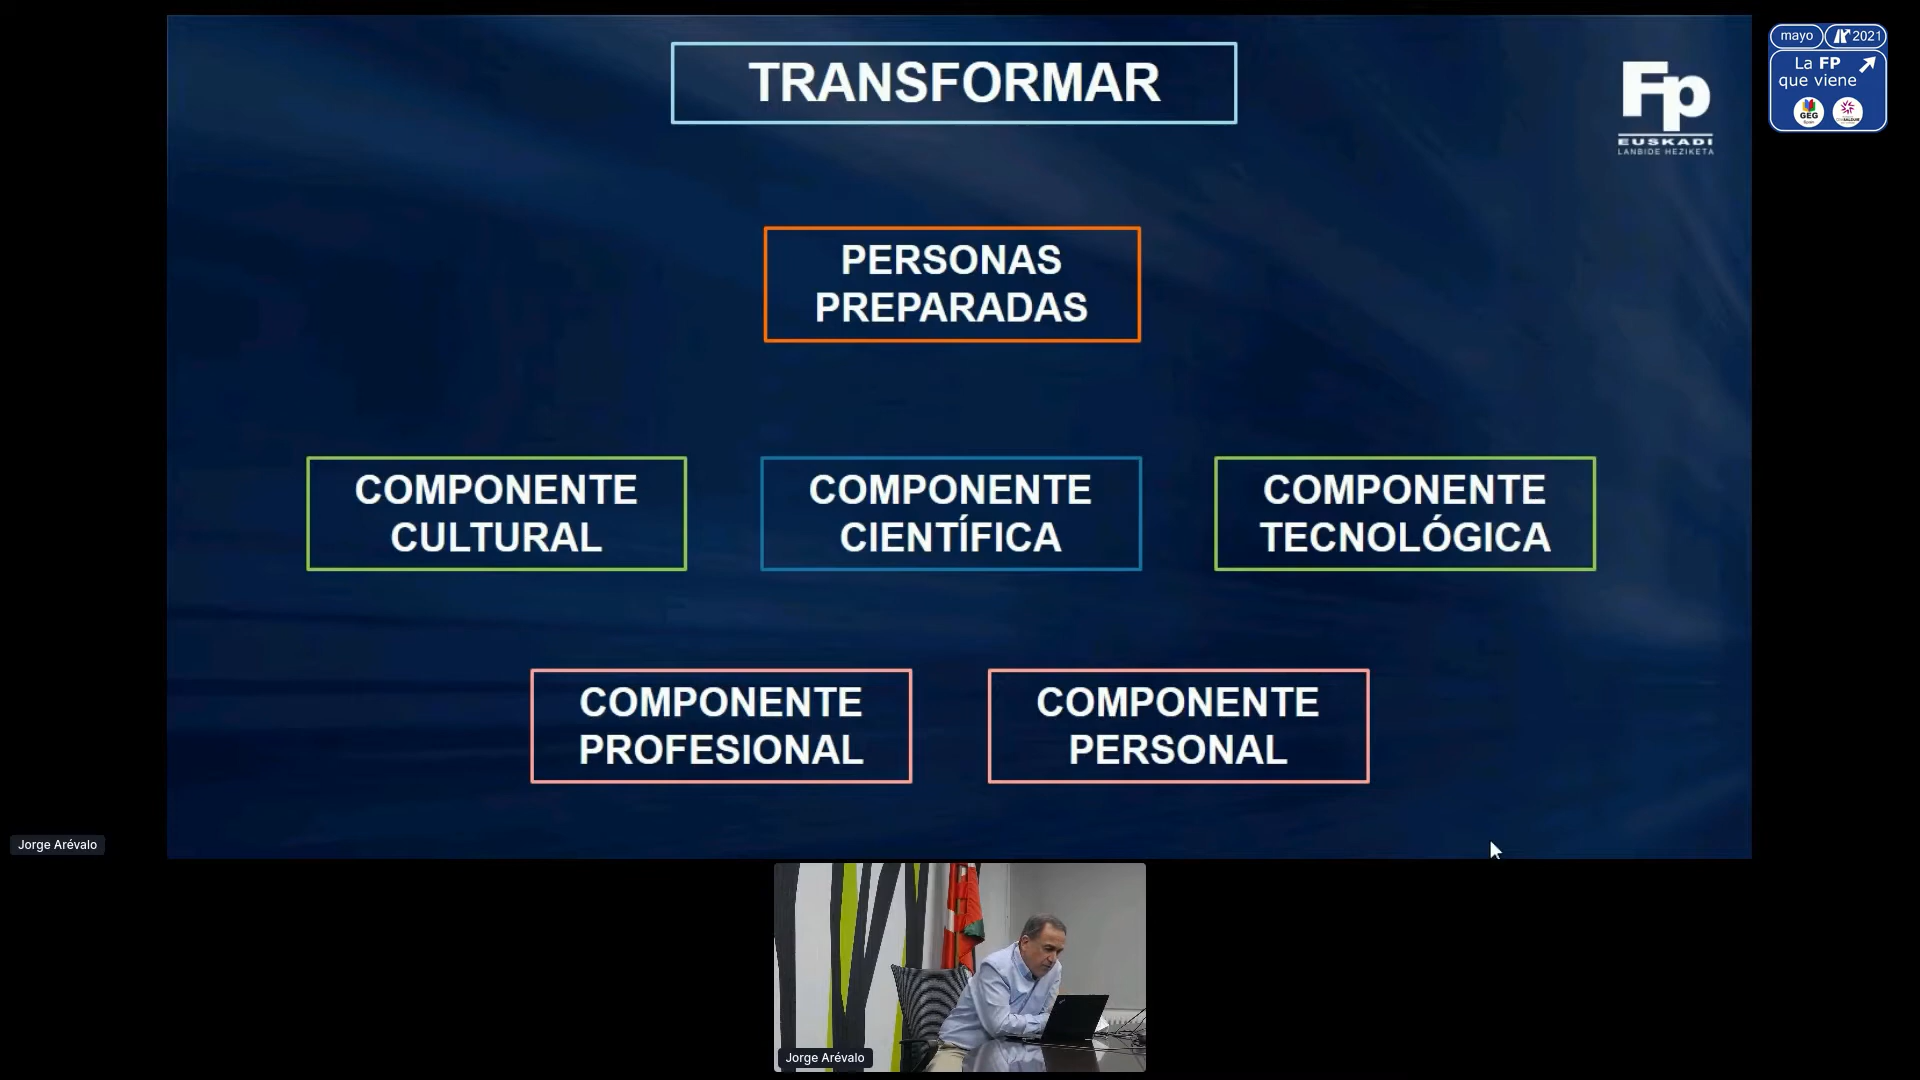 TRANSFORMAR
mayo
2021
La FP
que viene
GEG
Fp
EUSKADI
LANBIDE HEZIKETA
PERSONAS
PREPARADAS
COMPONENTE
CULTURAL
COMPONENTE
CIENTÍFICA
COMPONENTE
TECNOLÓGICA
COMPONENTE
PROFESIONAL
COMPONENTE
PERSONAL
Jorge Arévalo
Jorge Arévalo